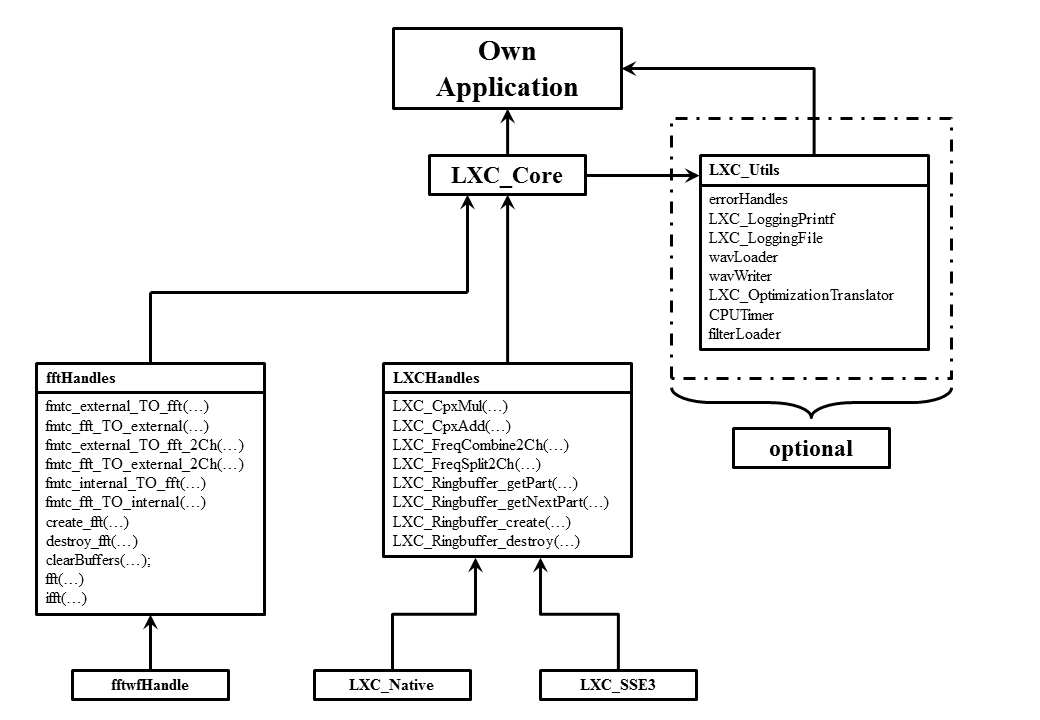 Own
Application
LXC_Core
LXC_Utils
errorHandles
LXC_LoggingPrintf
LXC_LoggingFile
wavLoader
wavWriter
LXC_OptimizationTranslator
CPUTimer
filterLoader
optional
fftHandles
fmtc_external_TO_fft(…)
fmtc_fft_TO_external(…)
fmtc_external_TO_fft_2Ch(…)
fmtc_fft_TO_external_2Ch(…)
fmtc_internal_TO_fft(…)
fmtc_fft_TO_internal(…)
create_fft(…)
destroy_fft(…)
clearBuffers(…);
fft(…)
ifft(…)
LXCHandles
LXC_CpxMul(…)
LXC_CpxAdd(…)
LXC_FreqCombine2Ch(…)
LXC_FreqSplit2Ch(…)
LXC_Ringbuffer_getPart(…)
LXC_Ringbuffer_getNextPart(…)
LXC_Ringbuffer_create(…)
LXC_Ringbuffer_destroy(…)
fftwfHandle
LXC_Native
LXC_SSE3